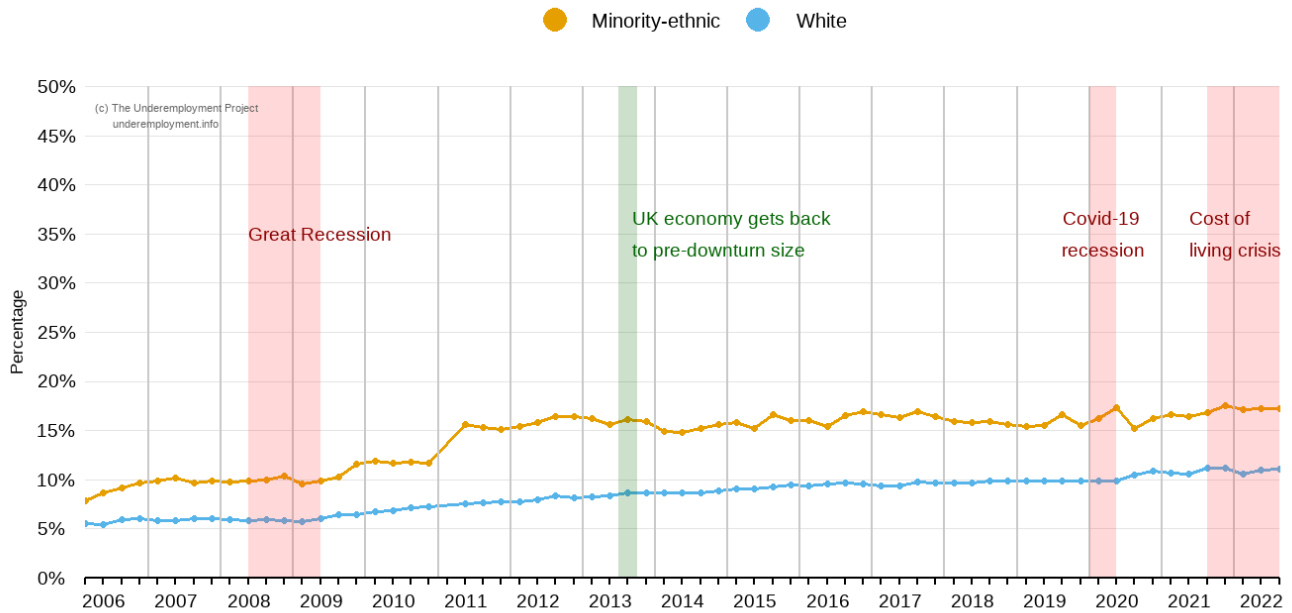 Minority-ethnic White
50%
(c) The Underemployment Project
underemployment.info
45%
40%
UK economy gets back
Covid-19
Cost of
35%
Great Recession
to pre-downturn size
recession
living crisis
30%
Percentage
25%
20%
15%
10%
5%
0%
2006 2007 2008 2009 2010 2011 2012 2013 2014 2015 2016 2017 2018 2019 2020 2021 2022